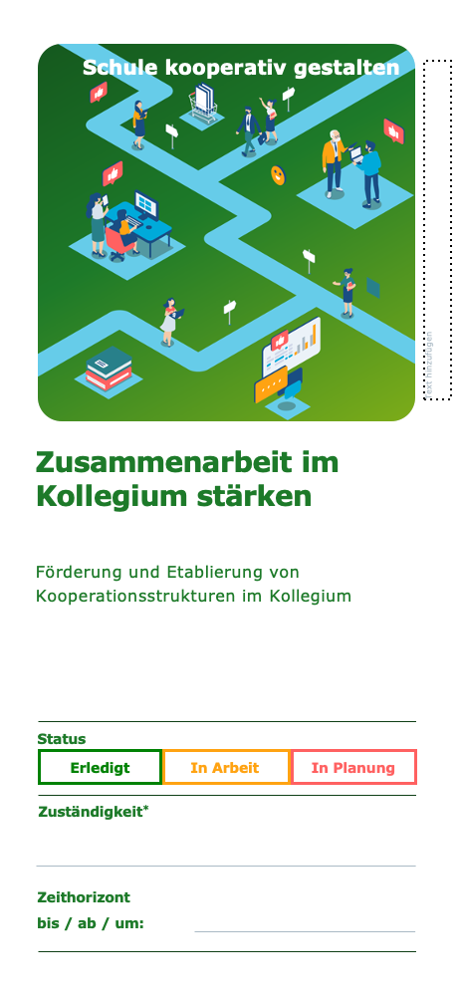 Schule kooperativ gestalten
Zusammenarbeit im
Kollegium stärken
Förderung und Etablierung von
Kooperationsstrukturen im Kollegium
Status
Erledigt
In Arbeit
In Planung
Zuständigkeit*
Zeithorizont
bis / ab / um: